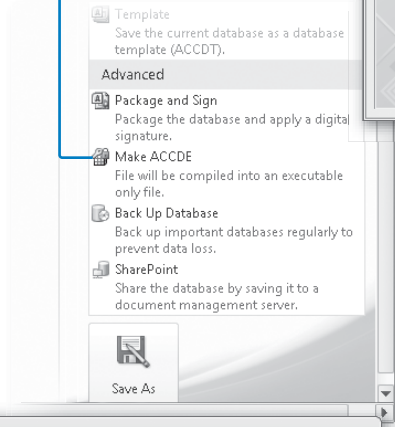 Template
Save the current database as a database
template (ACCDT).
Advanced
Package and Sign
Package the database and apply a digital
signature.
Make ACCDE
File will be compiled into an executable
only file.
Back Up Database
Back up important databases regularly to
prevent data loss.
SharePoint
Share the database by saving it to a
document management server.
Save As